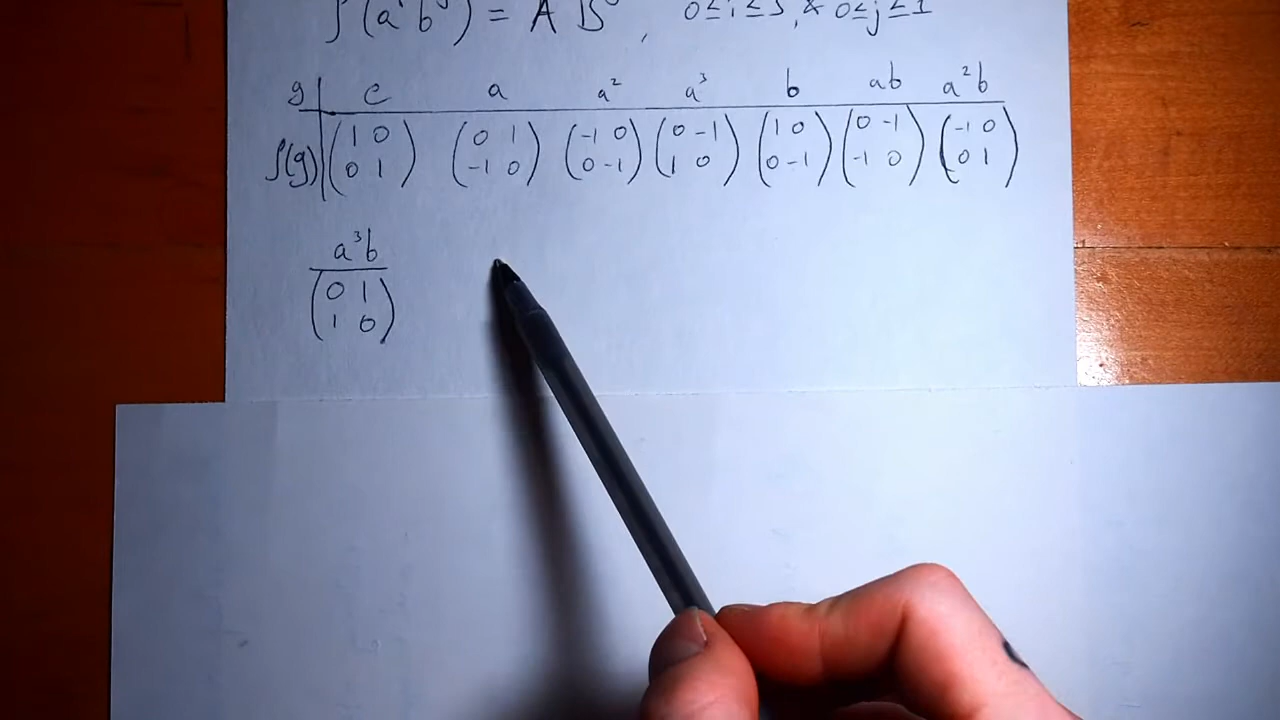 ρ(aⁱbʲ) = AⁱBʲ, 0≤i≤3, & 0≤j≤1
g | e a a² a³ b ab a²b
ρ(g) | (1 0 (0 1 (-1 0 (0 -1 (1 0 (0 -1 (-1 0
0 1) -1 0) 0 -1) 1 0) 0 -1) -1 0) 0 1)
a³b
(0 1
1 0)